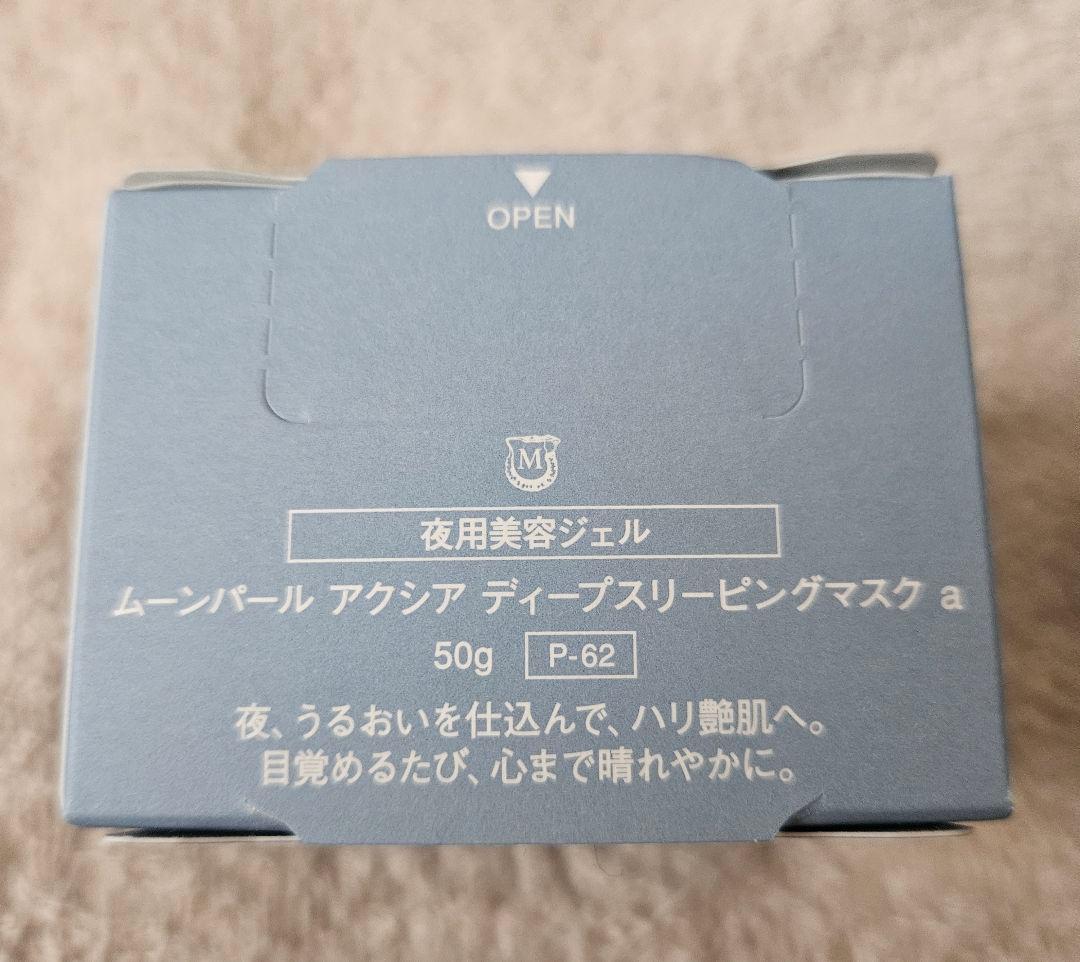 OPEN
M
夜用美容ジェル
ムーンパール アクシア ディープスリーピングマスク a
50g P-62
夜、うるおいを仕込んで、ハリ艶肌へ。
目覚めるたび、心まで晴れやかに。